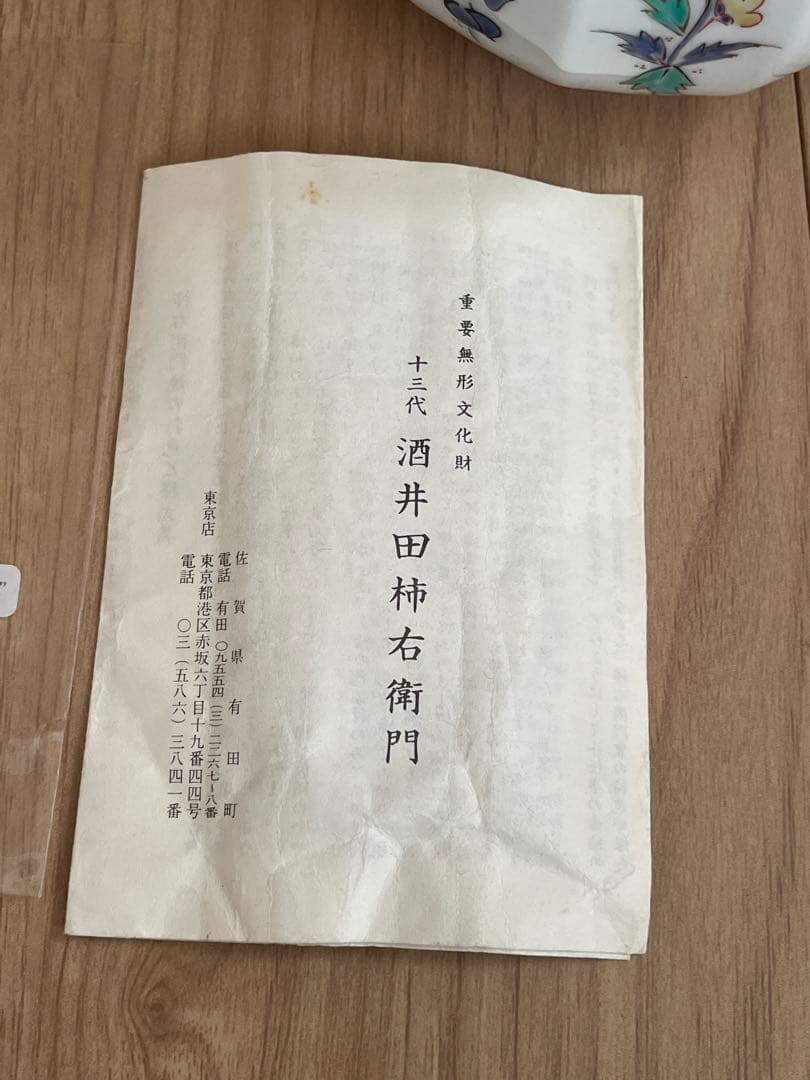 重要無形文化財
十三代 酒井田柿右衛門
佐賀県有田町
電話 有田 〇九五五四(三)二二六七~八番
東京店 東京都港区赤坂六丁目十九番四四号
電話 〇三(五八六)三八四一番